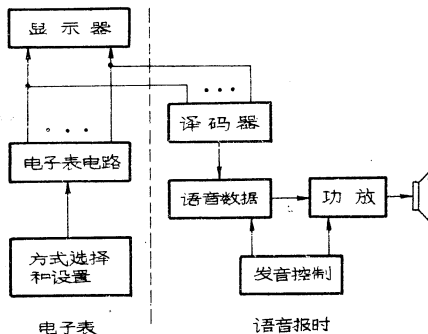 显示器
译码器
电子表电路
语音数据
功放
方式选择
和设置
发音控制
电子表
语音报时